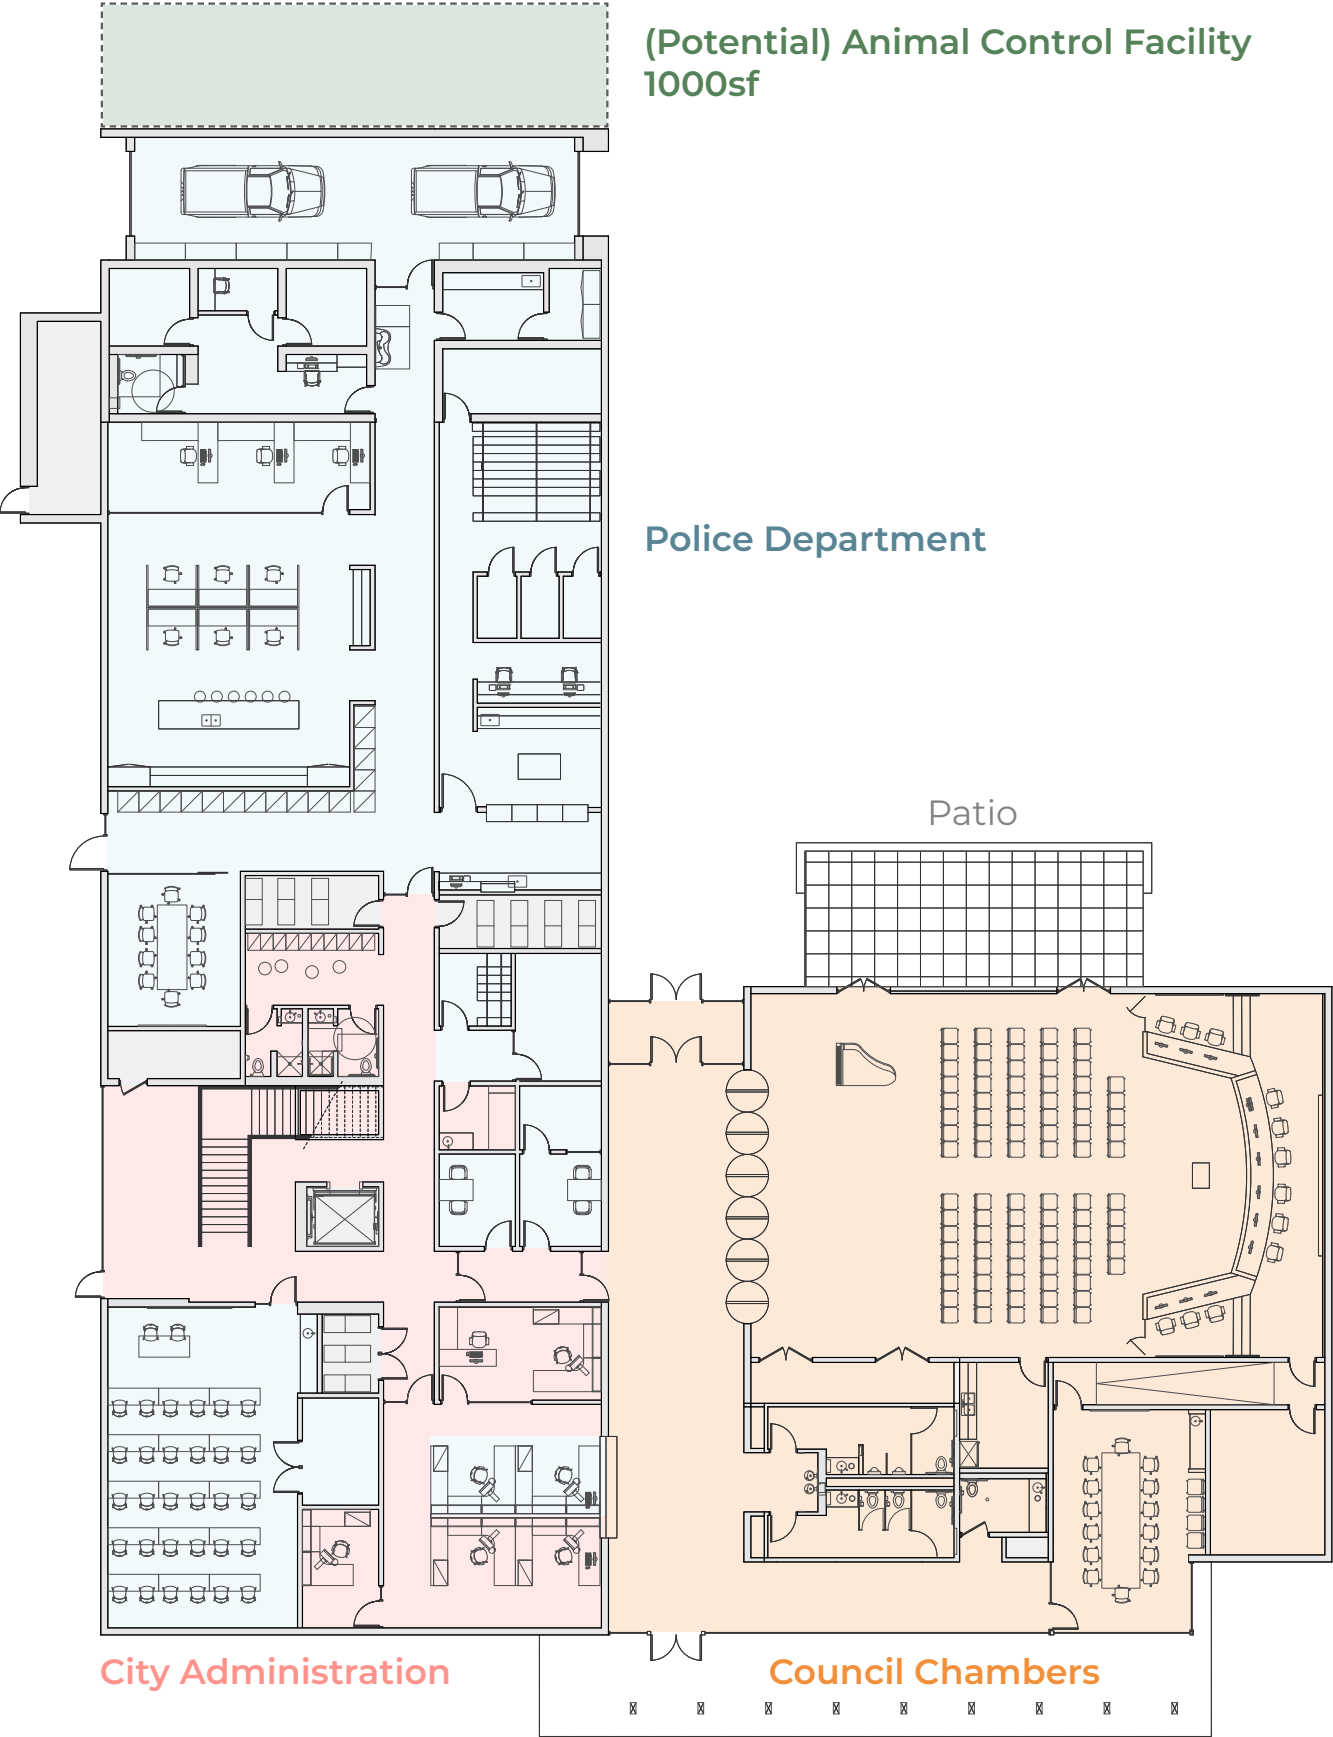 (Potential) Animal Control Facility
1000sf
Police Department
Patio
City Administration
Council Chambers